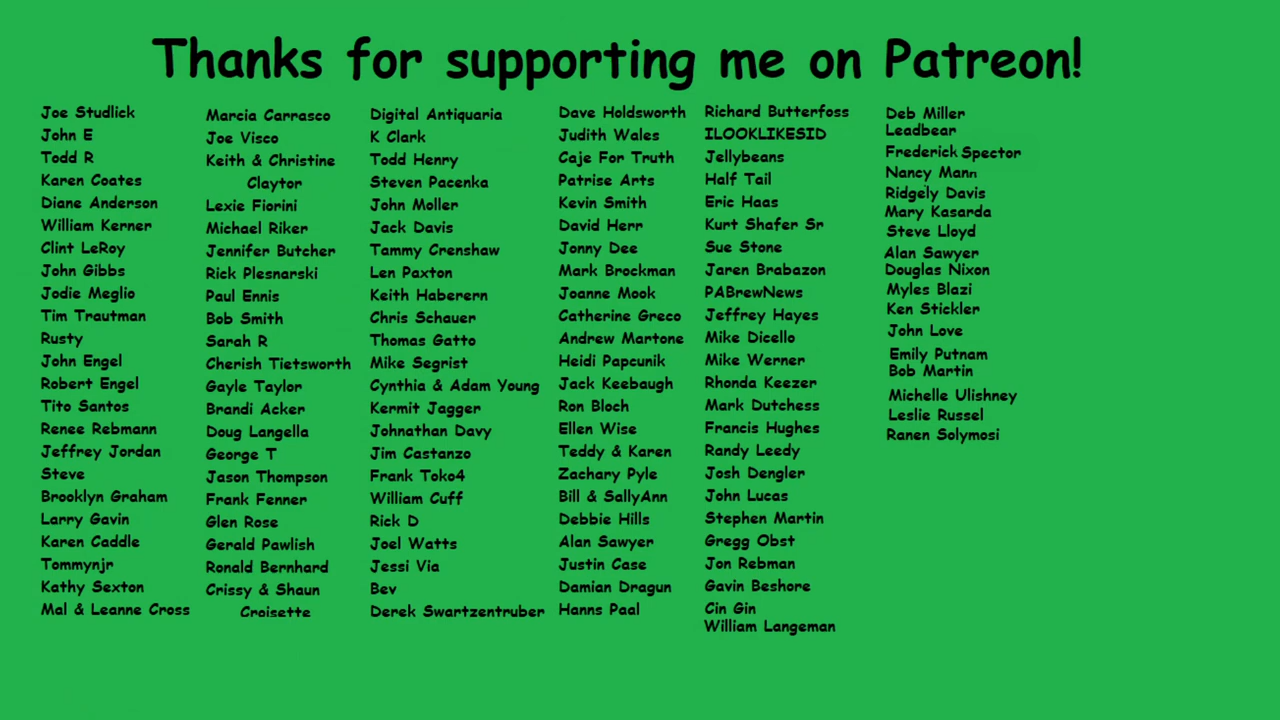 Thanks for supporting me on Patreon!
Joe Studlick
John E
Todd R
Karen Coates
Diane Anderson
William Kerner
Clint LeRoy
John Gibbs
Jodie Meglio
Tim Trautman
Rusty
John Engel
Robert Engel
Tito Santos
Renee Rebmann
Jeffrey Jordan
Steve
Brooklyn Graham
Larry Gavin
Karen Caddle
Tommynjr
Kathy Sexton
Mal & Leanne Cross
Marcia Carrasco
Joe Visco
Keith & Christine
Claytor
Lexie Fiorini
Michael Riker
Jennifer Butcher
Rick Plesnarski
Paul Ennis
Bob Smith
Sarah R
Cherish Tietsworth
Gayle Taylor
Brandi Acker
Doug Langella
George T
Jason Thompson
Frank Fenner
Glen Rose
Gerald Pawlish
Ronald Bernhard
Crissy & Shaun
Croisette
Digital Antiquaria
K Clark
Todd Henry
Steven Pacenka
John Moller
Jack Davis
Tammy Crenshaw
Len Paxton
Keith Haberern
Chris Schauer
Thomas Gatto
Mike Segrist
Cynthia & Adam Young
Kermit Jagger
Johnathan Davy
Jim Castanzo
Frank Toko4
William Cuff
Rick D
Joel Watts
Jessi Via
Bev
Derek Swartzentruber
Dave Holdsworth
Judith Wales
Caje For Truth
Patrise Arts
Kevin Smith
David Herr
Jonny Dee
Mark Brockman
Joanne Mook
Catherine Greco
Andrew Martone
Heidi Papcunik
Jack Keebaugh
Ron Bloch
Ellen Wise
Teddy & Karen
Zachary Pyle
Bill & SallyAnn
Debbie Hills
Alan Sawyer
Justin Case
Damian Dragun
Hanns Paal
Richard Butterfoss
ILOOKLIKESID
Jellybeans
Half Tail
Eric Haas
Kurt Shafer Sr
Sue Stone
Jaren Brabazon
PABrewNews
Jeffrey Hayes
Mike Dicello
Mike Werner
Rhonda Keezer
Mark Dutchess
Francis Hughes
Randy Leedy
Josh Dengler
John Lucas
Stephen Martin
Gregg Obst
Jon Rebman
Gavin Beshore
Cin Gin
William Langeman
Deb Miller
Leadbear
Frederick Spector
Nancy Mann
Ridgely Davis
Mary Kasarda
Steve Lloyd
Alan Sawyer
Douglas Nixon
Myles Blazi
Ken Stickler
John Love
Emily Putnam
Bob Martin
Michelle Ulishney
Leslie Russel
Ranen Solymosi